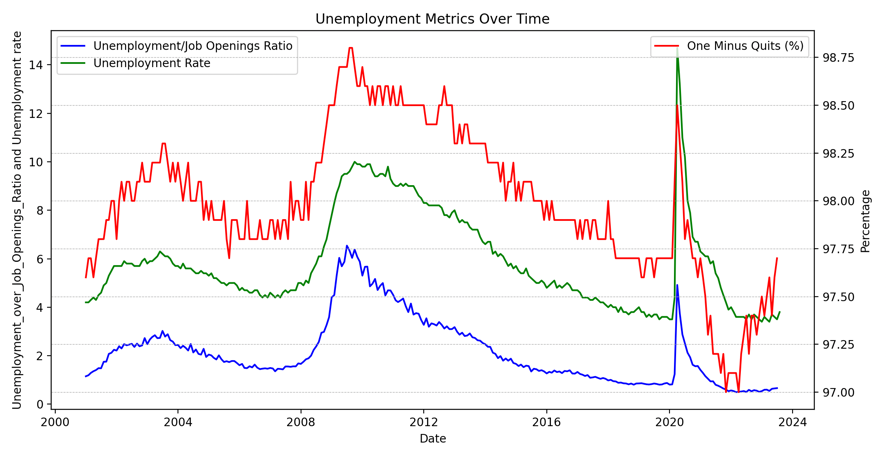 Unemployment Metrics Over Time
Unemployment/Job Openings Ratio
Unemployment Rate
One Minus Quits (%)
Unemployment_over_Job_Openings_Ratio and Unemployment rate
14
12
10
8
6
4
2
0
98.75
98.50
98.25
98.00
97.75
97.50
97.25
97.00
Percentage
2000 2004 2008 2012 2016 2020 2024
Date